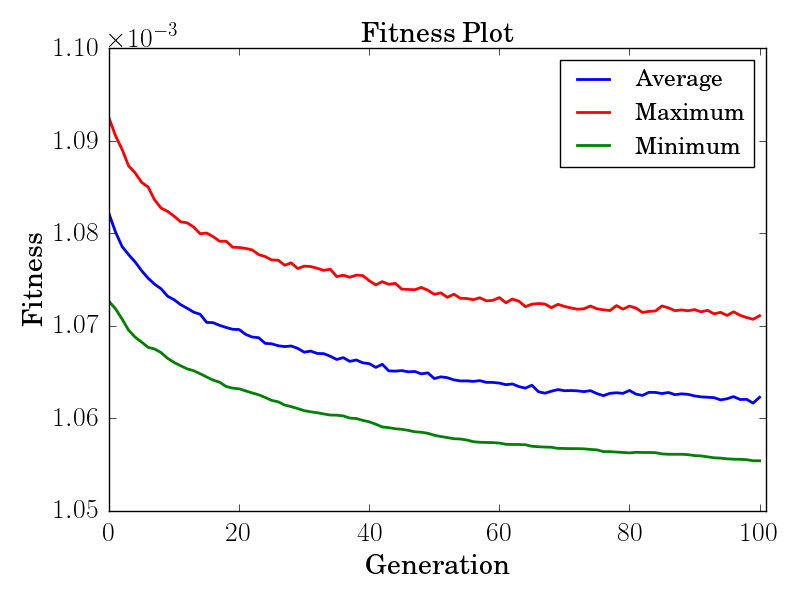 Fitness Plot
×10⁻³
1.10
1.09
1.08
1.07
1.06
1.05
Fitness
Average
Maximum
Minimum
0 20 40 60 80 100
Generation